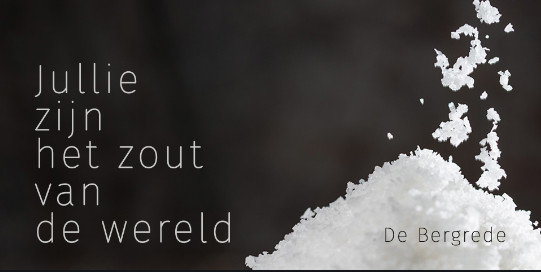 Jullie
zijn
het zout
van
de wereld
De Bergrede